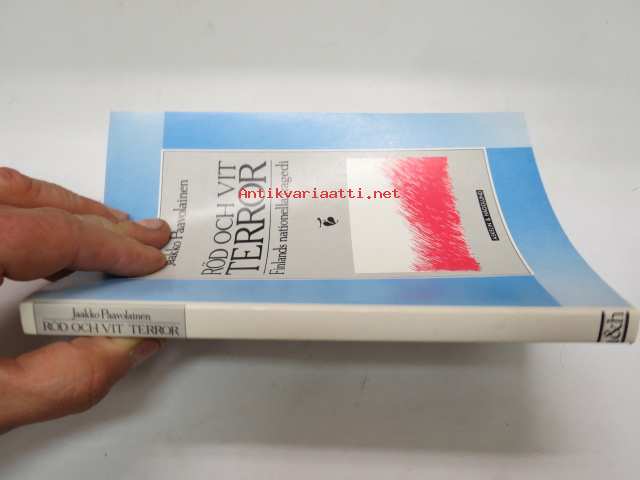 Jaakko Paavolainen
RÖD OCH VIT
TERROR
Finlands nationella tragedi
Antikvariaatti.net
Jaakko Paavolainen
RÖD OCH VIT TERROR